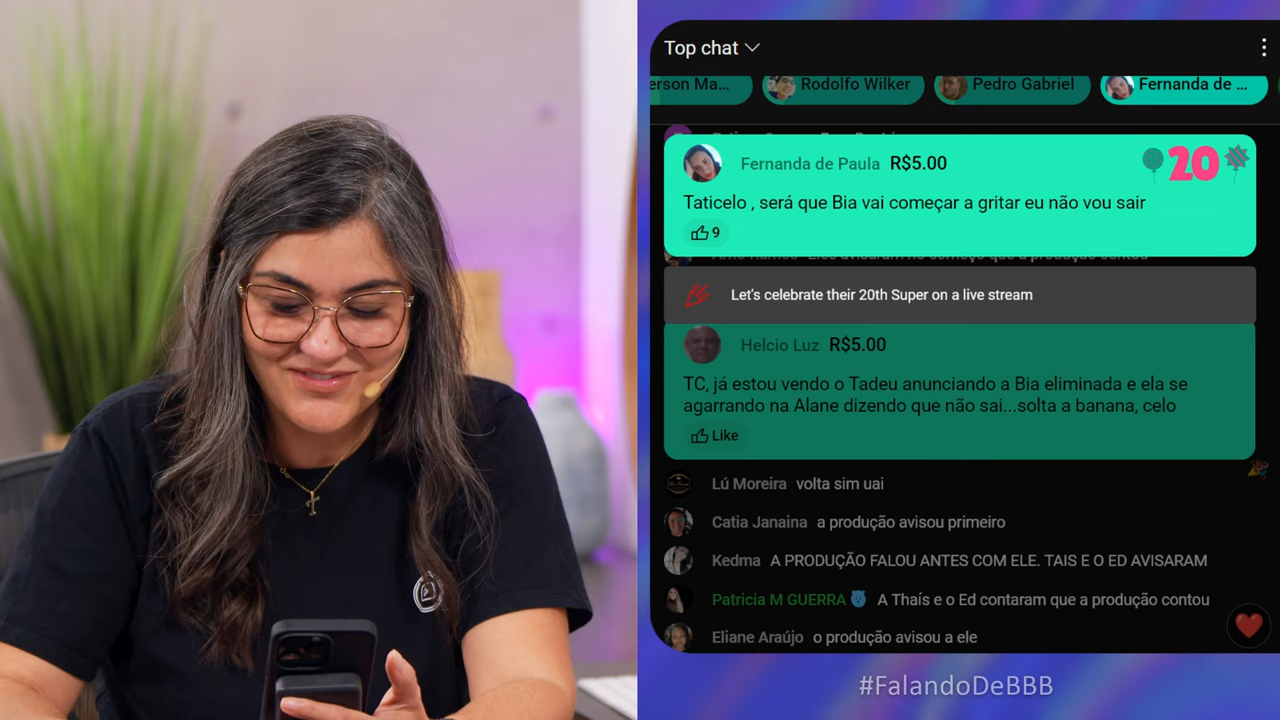 Top chat
erson Ma...
Rodolfo Wilker
Pedro Gabriel
Fernanda de ...
Fernanda de Paula R$5.00
20
Taticelo , será que Bia vai começar a gritar eu não vou sair
9
Let's celebrate their 20th Super on a live stream
Helcio Luz R$5.00
TC, já estou vendo o Tadeu anunciando a Bia eliminada e ela se
agarrando na Alane dizendo que não sai...solta a banana, celo
Like
Lú Moreira volta sim uai
Catia Janaina a produção avisou primeiro
Kedma A PRODUÇÃO FALOU ANTES COM ELE. TAIS E O ED AVISARAM
Patricia M GUERRA A Thaís e o Ed contaram que a produção contou
Eliane Araújo o produção avisou a ele
#FalandoDeBBB